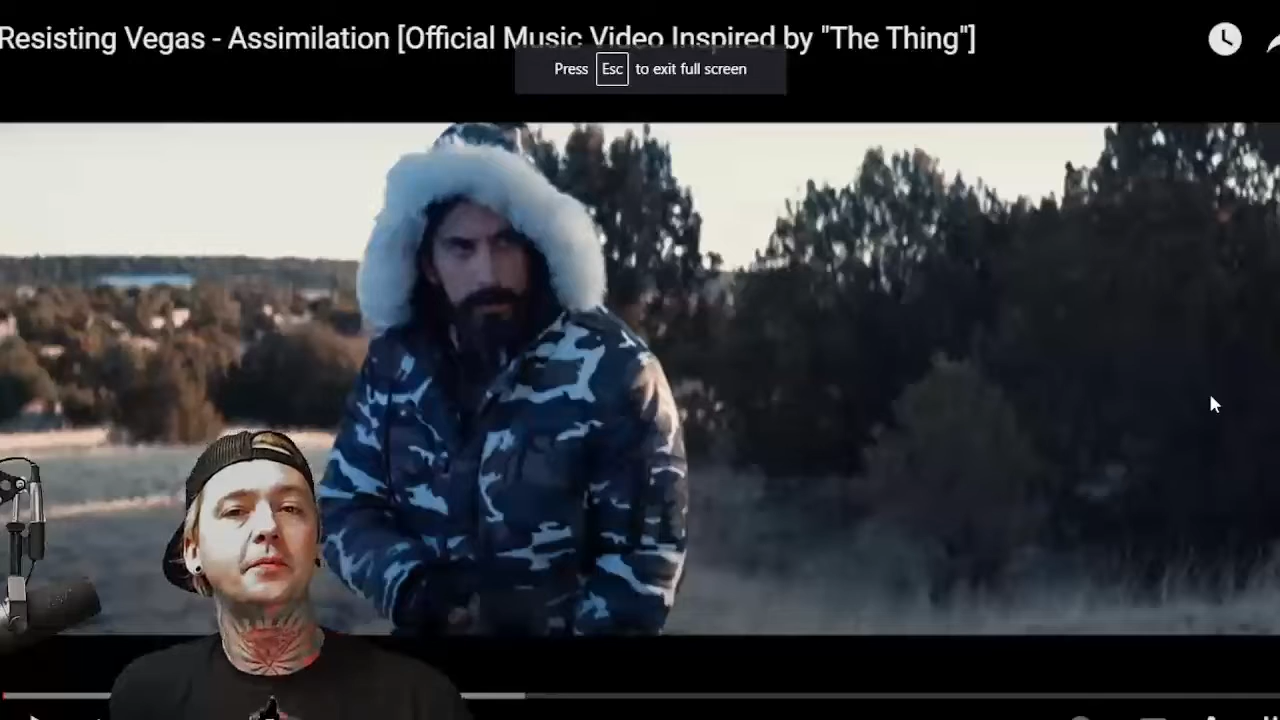 Resisting Vegas - Assimilation [Official Music Video Inspired by "The Thing"]
Press Esc to exit full screen